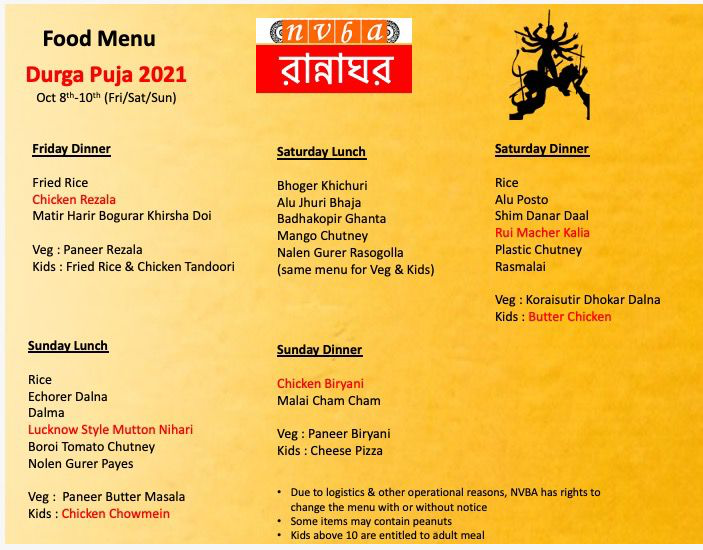 Food Menu
Durga Puja 2021
Oct 8th-10th (Fri/Sat/Sun)
nvba
রান্নাঘর
Friday Dinner
Fried Rice
Chicken Rezala
Matir Harir Bogurar Khirsha Doi
Veg : Paneer Rezala
Kids : Fried Rice & Chicken Tandoori
Saturday Lunch
Bhoger Khichuri
Alu Jhuri Bhaja
Badhakopir Ghanta
Mango Chutney
Nalen Gurer Rasogolla
(same menu for Veg & Kids)
Saturday Dinner
Rice
Alu Posto
Shim Danar Daal
Rui Macher Kalia
Plastic Chutney
Rasmalai
Veg : Koraisutir Dhokar Dalna
Kids : Butter Chicken
Sunday Lunch
Rice
Echorer Dalna
Dalma
Lucknow Style Mutton Nihari
Boroi Tomato Chutney
Nolen Gurer Payes
Veg :  Paneer Butter Masala
Kids : Chicken Chowmein
Sunday Dinner
Chicken Biryani
Malai Cham Cham
Veg : Paneer Biryani
Kids : Cheese Pizza
• Due to logistics & other operational reasons, NVBA has rights to
change the menu with or without notice
• Some items may contain peanuts
• Kids above 10 are entitled to adult meal